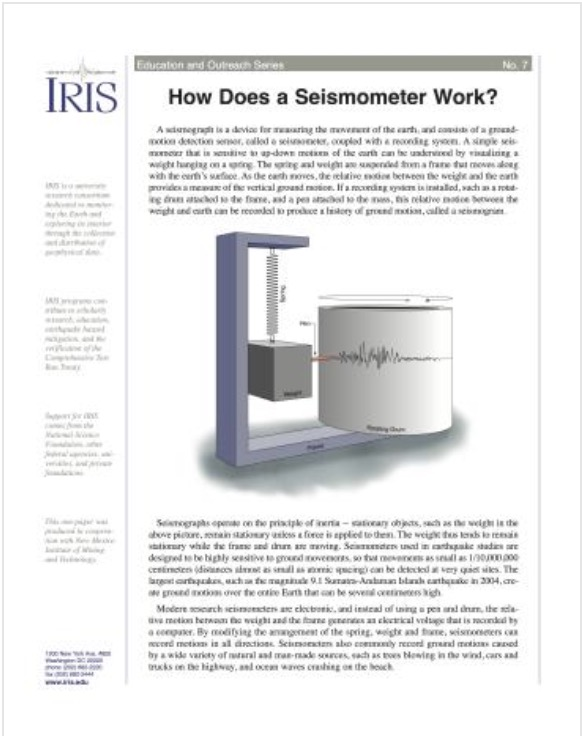 Education and Outreach Series No. 7
IRIS
How Does a Seismometer Work?
A seismograph is a device for measuring the movement of the earth, and consists of a ground-
motion detection sensor, called a seismometer, coupled with a recording system. A simple seis-
mometer that is sensitive to up-down motions of the earth can be understood by visualizing a
weight hanging on a spring. The spring and weight are suspended from a frame that moves along
with the earth's surface. As the earth moves, the relative motion between the weight and the earth
provides a measure of the vertical ground motion. If a recording system is installed, such as a rotat-
ing drum attached to the frame, and a pen attached to the mass, this relative motion between the
weight and earth can be recorded to produce a history of ground motion, called a seismogram.
IRIS is a university
research consortium
dedicated to monitor-
ing the Earth and
exploring its interior
through the collection
and distribution of
geophysical data.
IRIS programs con-
tribute to scholarly
research, education,
earthquake hazard
mitigation, and the
verification of the
Comprehensive Test
Ban Treaty.
Support for IRIS
comes from the
National Science
Foundation, other
federal agencies, uni-
versities, and private
foundations.
This one-pager was
produced in coopera-
tion with New Mexico
Institute of Mining
and Technology.
Spring
Pen
Weight
Rotating Drum
Frame
Seismographs operate on the principle of inertia – stationary objects, such as the weight in the
above picture, remain stationary unless a force is applied to them. The weight thus tends to remain
stationary while the frame and drum are moving. Seismometers used in earthquake studies are
designed to be highly sensitive to ground movements, so that movements as small as 1/10,000,000
centimeters (distances almost as small as atomic spacing) can be detected at very quiet sites. The
largest earthquakes, such as the magnitude 9.1 Sumatra-Andaman Islands earthquake in 2004, cre-
ate ground motions over the entire Earth that can be several centimeters high.
Modern research seismometers are electronic, and instead of using a pen and drum, the rela-
tive motion between the weight and the frame generates an electrical voltage that is recorded by
a computer. By modifying the arrangement of the spring, weight and frame, seismometers can
record motions in all directions. Seismometers also commonly record ground motions caused
by a wide variety of natural and man-made sources, such as trees blowing in the wind, cars and
trucks on the highway, and ocean waves crashing on the beach.
1200 New York Ave. #800
Washington DC 20005
phone (202) 682-2220
fax (202) 682-2444
www.iris.edu